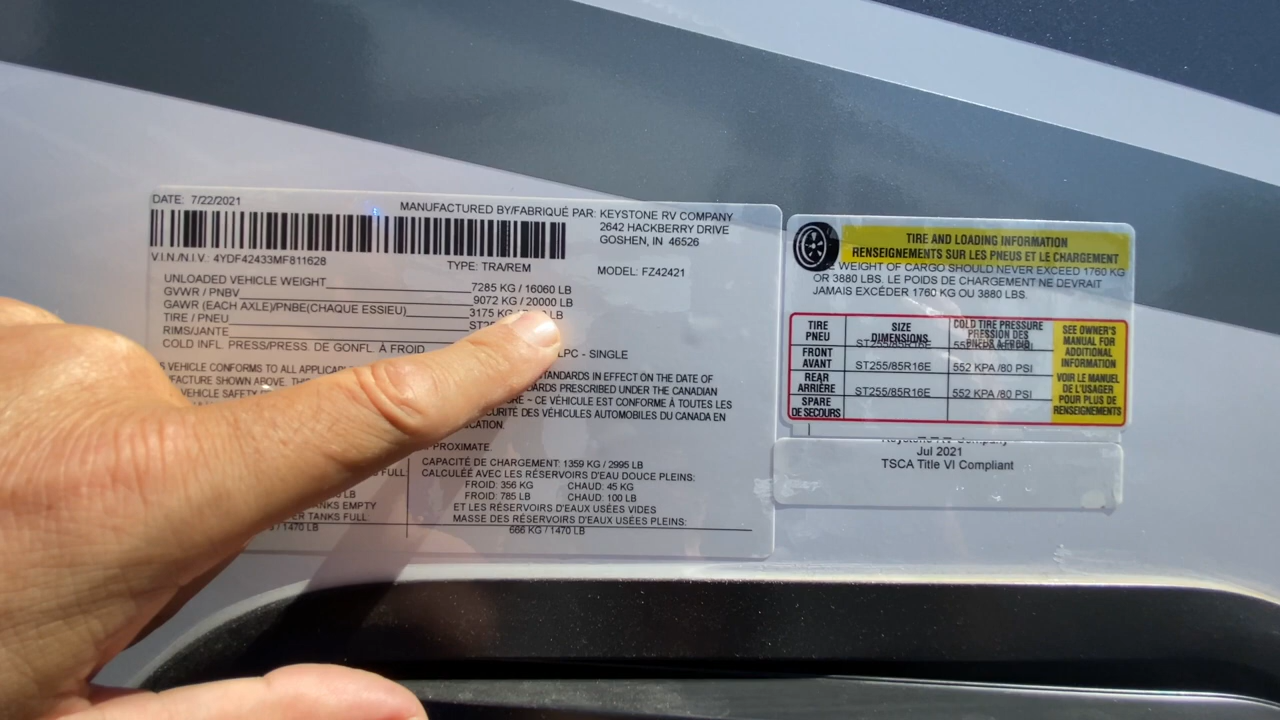 DATE: 7/22/2021
MANUFACTURED BY/FABRIQUÉ PAR: KEYSTONE RV COMPANY
2642 HACKBERRY DRIVE
GOSHEN, IN 46526
V.I.N./N.I.V.: 4YDF42433MF811628
TYPE: TRA/REM
MODEL: FZ42421
UNLOADED VEHICLE WEIGHT 7285 KG / 16060 LB
GVWR / PNBV 9072 KG / 20000 LB
GAWR (EACH AXLE)/PNBE(CHAQUE ESSIEU) 3175 KG / LB
TIRE / PNEU
RIMS/JANTE
COLD INFL. PRESS/PRESS. DE GONFL. À FROID LPC - SINGLE
VEHICLE CONFORMS TO ALL
IN EFFECT ON THE DATE OF
SHOWN ABOVE. PRESCRIBED UNDER THE CANADIAN
VEHICLE SAFETY ~ CE VÉHICULE EST CONFORME À TOUTES LES
DES VÉHICULES AUTOMOBILES DU CANADA EN
CAPACITÉ DE CHARGEMENT: 1359 KG / 2995 LB
FULL CALCULÉE AVEC LES RÉSERVOIRS D'EAU DOUCE PLEINS:
FROID: 356 KG CHAUD: 45 KG
LB FROID: 785 LB CHAUD: 100 LB
EMPTY ET LES RÉSERVOIRS D'EAUX USÉES VIDES
TANKS FULL: MASSE DES RÉSERVOIRS D'EAUX USÉES PLEINS:
/ 1470 LB 666 KG / 1470 LB
TIRE AND LOADING INFORMATION
RENSEIGNEMENTS SUR LES PNEUS ET LE CHARGEMENT
WEIGHT OF CARGO SHOULD NEVER EXCEED 1760 KG
OR 3880 LBS. LE POIDS DE CHARGEMENT NE DEVRAIT
JAMAIS EXCÉDER 1760 KG OU 3880 LBS.
TIRE
PNEU
SIZE
DIMENSIONS
COLD TIRE PRESSURE
PRESSION DES
PNEUS A FROID
ST255/85R16E
FRONT
AVANT
ST255/85R16E
552 KPA /80 PSI
REAR
ARRIÈRE
ST255/85R16E
552 KPA /80 PSI
SPARE
DE SECOURS
SEE OWNER'S
MANUAL FOR
ADDITIONAL
INFORMATION
VOIR LE MANUEL
DE L'USAGER
POUR PLUS DE
RENSEIGNEMENTS
Keystone RV Company
Jul 2021
TSCA Title VI Compliant